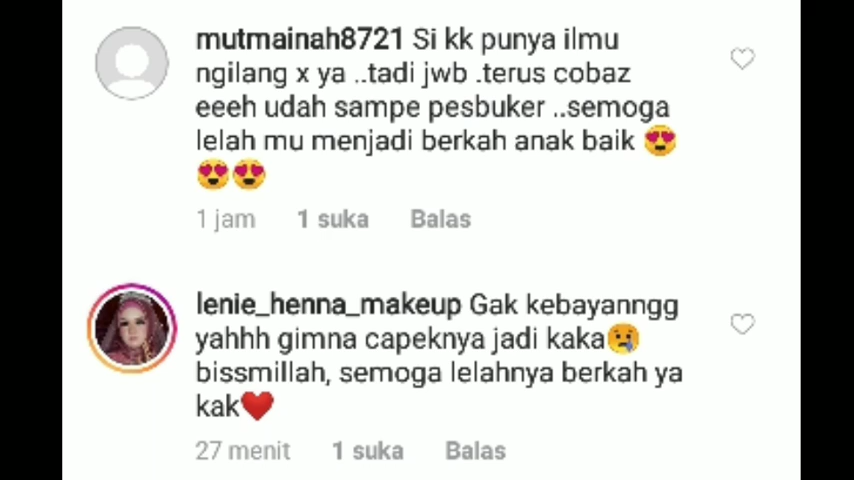 mutmainah8721 Si kk punya ilmu
ngilang x ya ..tadi jwb .terus cobaz
eeeh udah sampe pesbuker ..semoga
lelah mu menjadi berkah anak baik 😍
😍😍
1 jam 1 suka Balas
lenie_henna_makeup Gak kebayanngg
yahhh gimna capeknya jadi kaka😢
bissmillah, semoga lelahnya berkah ya
kak❤️
27 menit 1 suka Balas